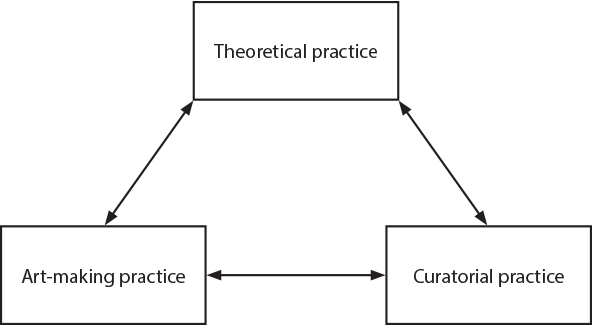 Theoretical practice
Art-making practice
Curatorial practice